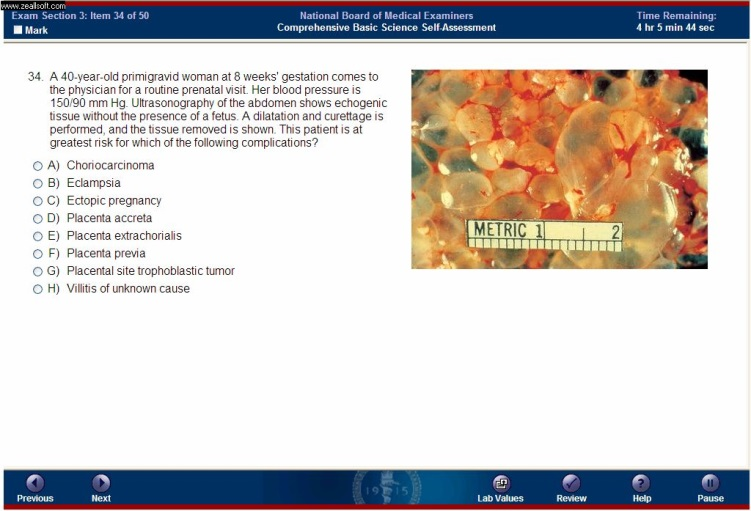 www.zeallsoft.com
Exam Section 3: Item 34 of 50
National Board of Medical Examiners
Time Remaining:
Mark
Comprehensive Basic Science Self-Assessment
4 hr 5 min 44 sec
34. A 40-year-old primigravid woman at 8 weeks' gestation comes to
the physician for a routine prenatal visit. Her blood pressure is
150/90 mm Hg. Ultrasonography of the abdomen shows echogenic
tissue without the presence of a fetus. A dilatation and curettage is
performed, and the tissue removed is shown. This patient is at
greatest risk for which of the following complications?
A) Choriocarcinoma
B) Eclampsia
C) Ectopic pregnancy
D) Placenta accreta
E) Placenta extrachorialis
F) Placenta previa
G) Placental site trophoblastic tumor
H) Villitis of unknown cause
METRIC 1 2
19 15
Previous
Next
Lab Values
Review
Help
Pause